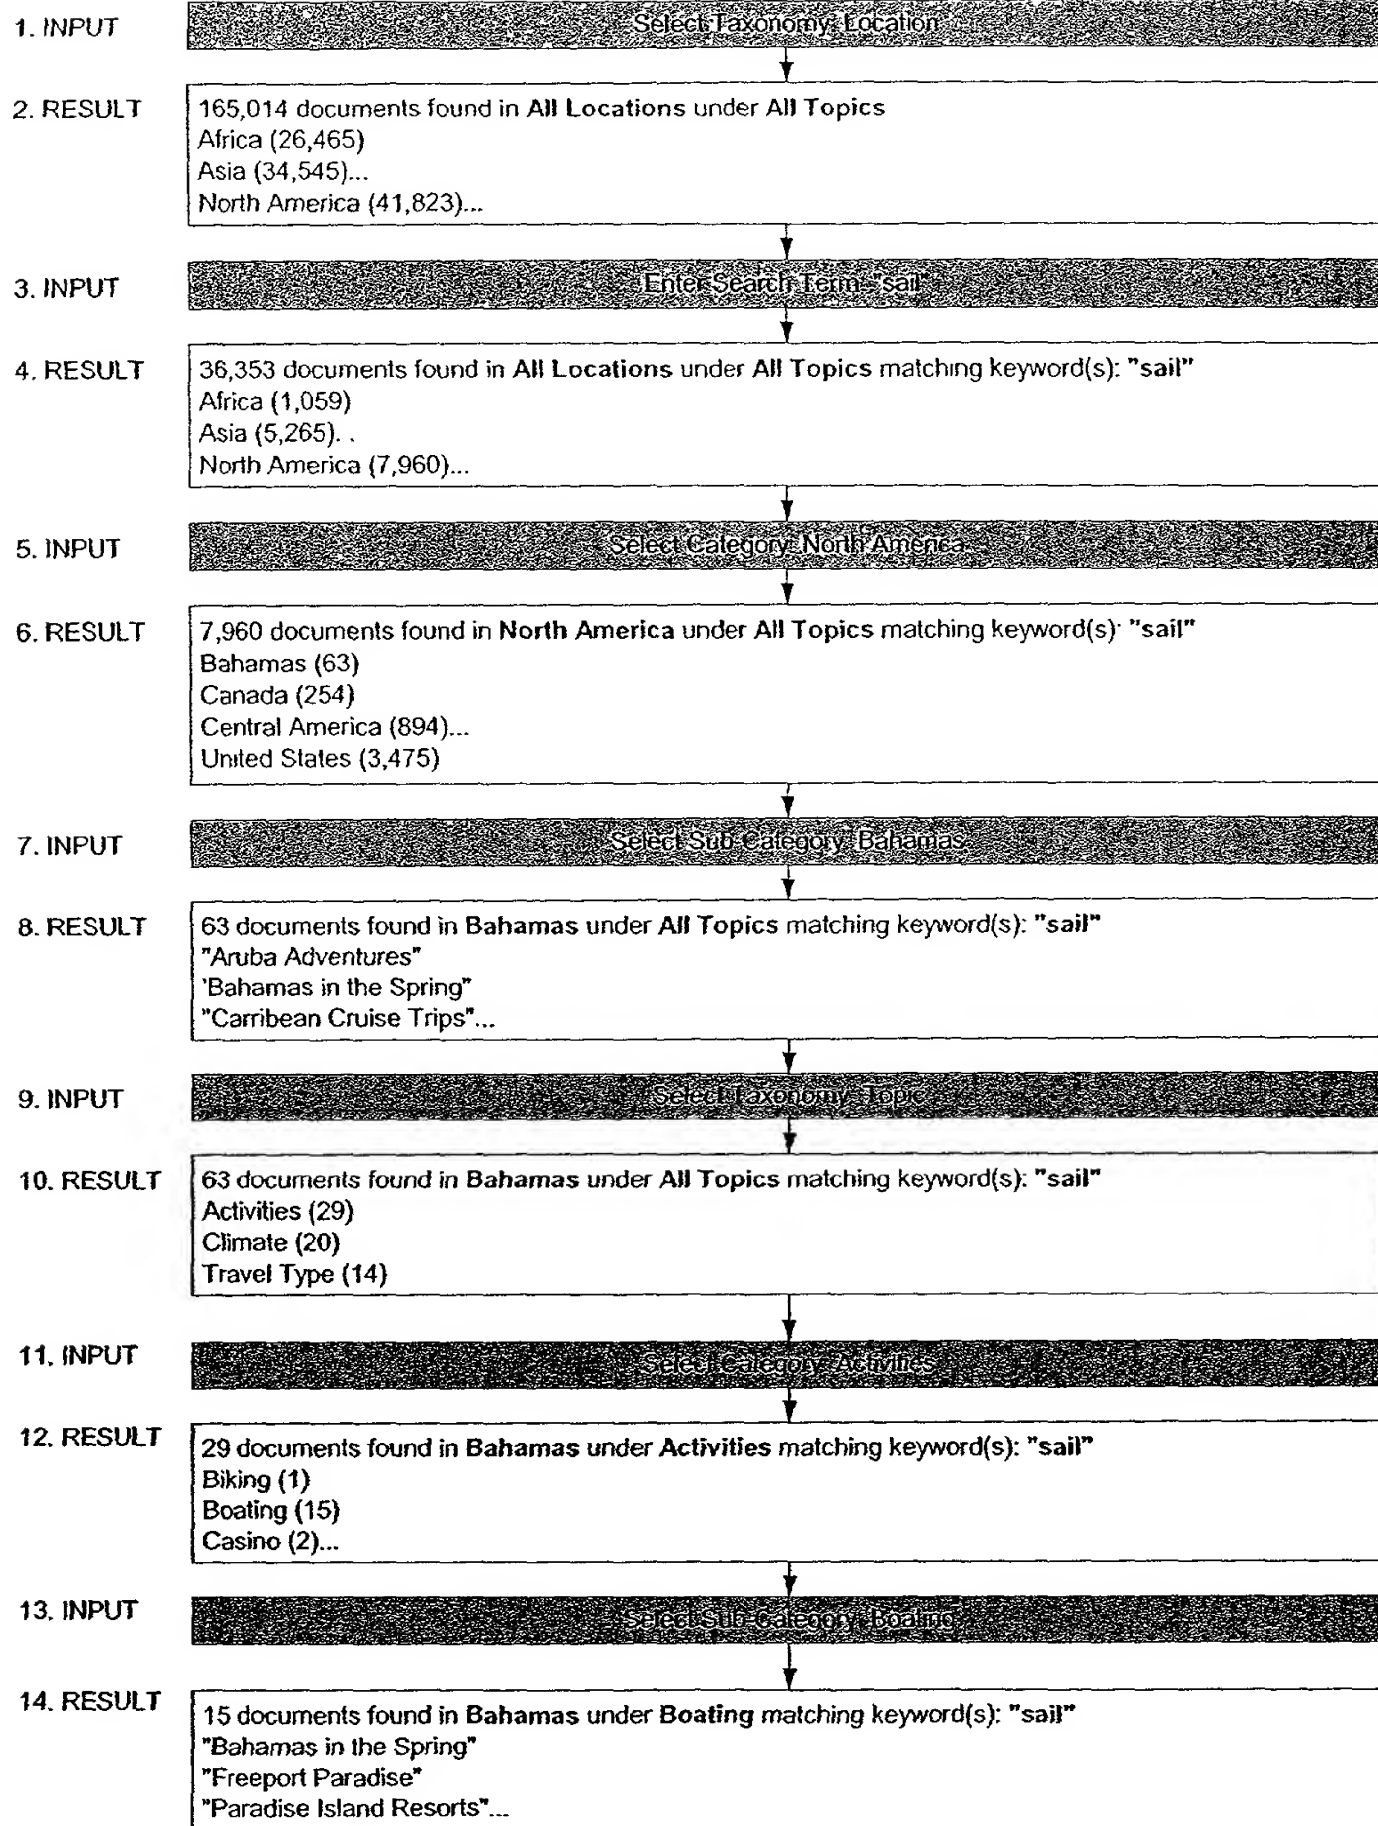 1. INPUT Select Taxonomy: Location
2. RESULT 165,014 documents found in All Locations under All Topics
Africa (26,465)
Asia (34,545)...
North America (41,823)...
3. INPUT Enter Search Term "sail"
4. RESULT 36,353 documents found in All Locations under All Topics matching keyword(s): "sail"
Africa (1,059)
Asia (5,265). .
North America (7,960)...
5. INPUT Select Category: North America
6. RESULT 7,960 documents found in North America under All Topics matching keyword(s): "sail"
Bahamas (63)
Canada (254)
Central America (894)...
United States (3,475)
7. INPUT Select Sub-Category: Bahamas
8. RESULT 63 documents found in Bahamas under All Topics matching keyword(s): "sail"
"Aruba Adventures"
'Bahamas in the Spring"
"Carribean Cruise Trips"...
9. INPUT Select Taxonomy: Topic
10. RESULT 63 documents found in Bahamas under All Topics matching keyword(s): "sail"
Activities (29)
Climate (20)
Travel Type (14)
11. INPUT Select Category: Activities
12. RESULT 29 documents found in Bahamas under Activities matching keyword(s): "sail"
Biking (1)
Boating (15)
Casino (2)...
13. INPUT Select Sub-Category: Boating
14. RESULT 15 documents found in Bahamas under Boating matching keyword(s): "sail"
"Bahamas in the Spring"
"Freeport Paradise"
"Paradise Island Resorts"...